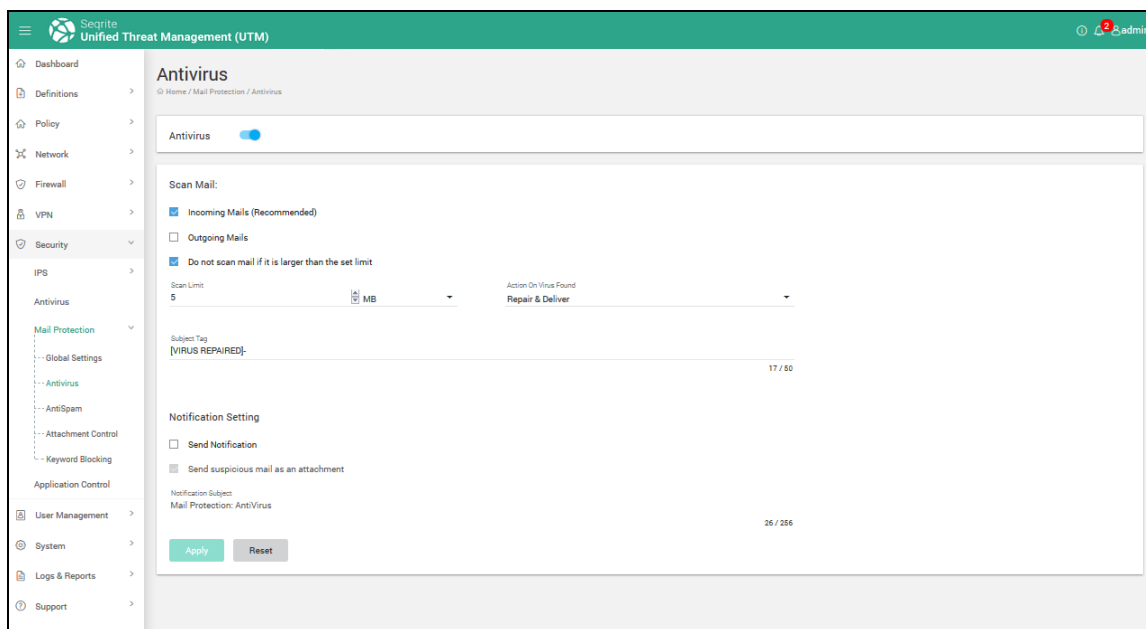 Seqrite
Unified Threat Management (UTM)
2
admin
Dashboard
Definitions
Policy
Network
Firewall
VPN
Security
IPS
Antivirus
Mail Protection
Global Settings
Antivirus
AntiSpam
Attachment Control
Keyword Blocking
Application Control
User Management
System
Logs & Reports
Support
Antivirus
Home / Mail Protection / Antivirus
Antivirus
Scan Mail:
Incoming Mails (Recommended)
Outgoing Mails
Do not scan mail if it is larger than the set limit
Scan Limit
5 MB
Action On Virus Found
Repair & Deliver
Subject Tag
[VIRUS REPAIRED]-
17 / 50
Notification Setting
Send Notification
Send suspicious mail as an attachment
Notification Subject
Mail Protection: AntiVirus
26 / 256
Apply
Reset